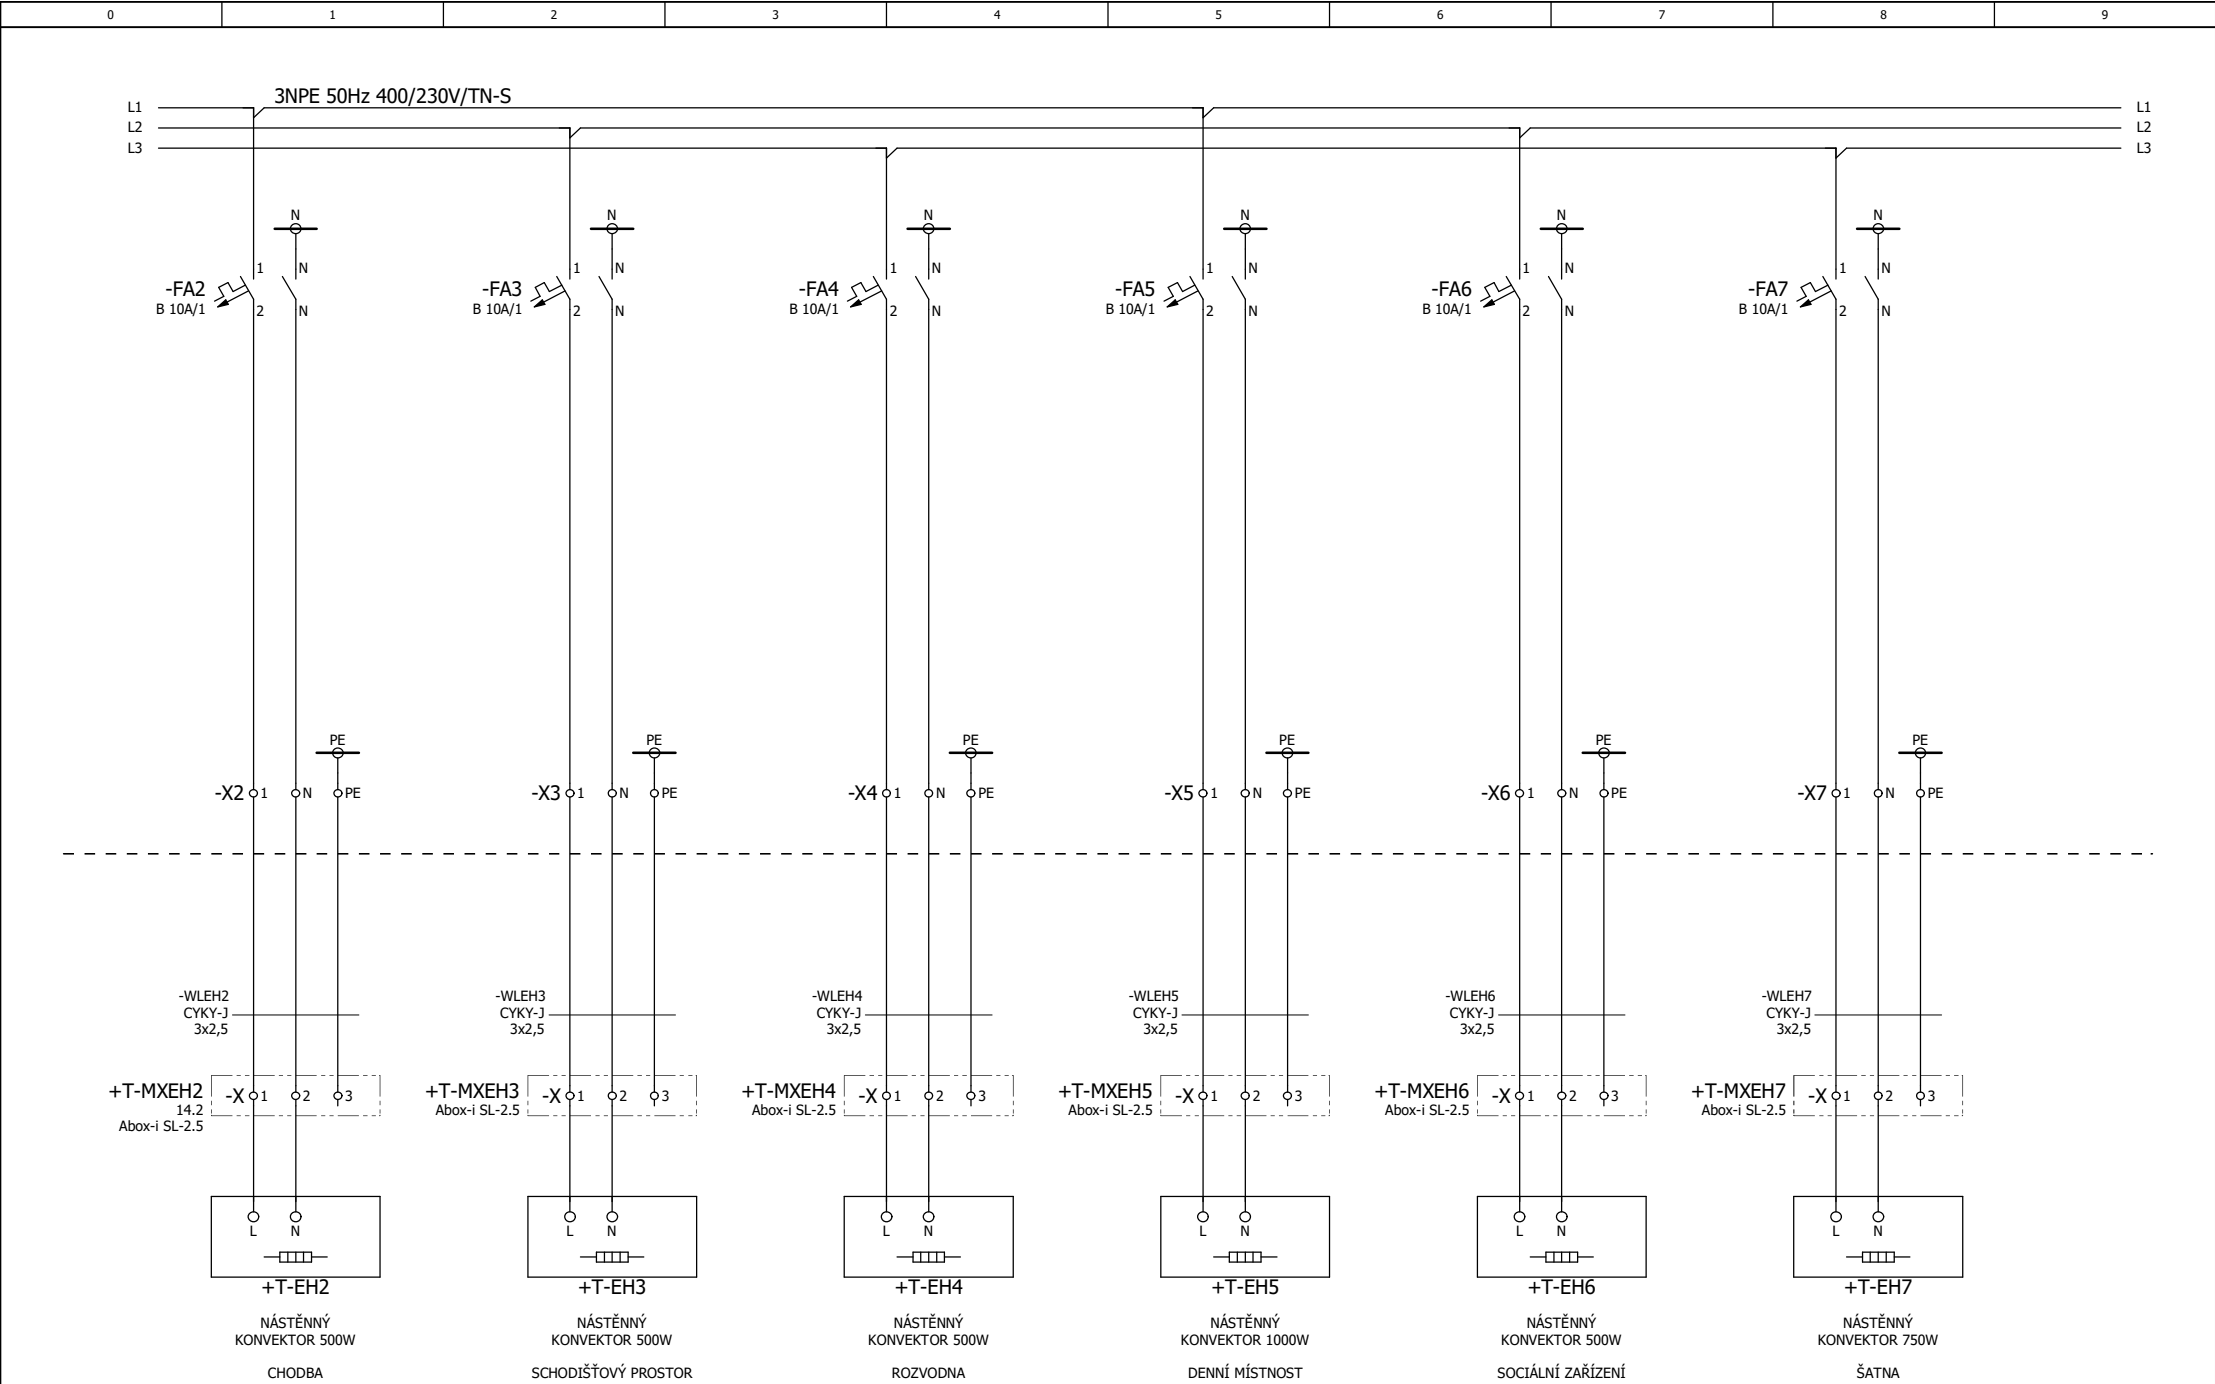 0 1 2 3 4 5 6 7 8 9
3NPE 50Hz 400/230V/TN-S
L1 L1
L2 L2
L3 L3
N N N N N N
1 N 1 N 1 N 1 N 1 N 1 N
-FA2 -FA3 -FA4 -FA5 -FA6 -FA7
B 10A/1 B 10A/1 B 10A/1 B 10A/1 B 10A/1 B 10A/1
2 N 2 N 2 N 2 N 2 N 2 N
PE PE PE PE PE PE
-X2 1 N PE -X3 1 N PE -X4 1 N PE -X5 1 N PE -X6 1 N PE -X7 1 N PE
-WLEH2 -WLEH3 -WLEH4 -WLEH5 -WLEH6 -WLEH7
CYKY-J CYKY-J CYKY-J CYKY-J CYKY-J CYKY-J
3x2,5 3x2,5 3x2,5 3x2,5 3x2,5 3x2,5
+T-MXEH2 -X 1 2 3 +T-MXEH3 -X 1 2 3 +T-MXEH4 -X 1 2 3 +T-MXEH5 -X 1 2 3 +T-MXEH6 -X 1 2 3 +T-MXEH7 -X 1 2 3
14.2 Abox-i SL-2.5 Abox-i SL-2.5 Abox-i SL-2.5 Abox-i SL-2.5 Abox-i SL-2.5
Abox-i SL-2.5
L N L N L N L N L N L N
+T-EH2 +T-EH3 +T-EH4 +T-EH5 +T-EH6 +T-EH7
NÁSTĚNNÝ NÁSTĚNNÝ NÁSTĚNNÝ NÁSTĚNNÝ NÁSTĚNNÝ NÁSTĚNNÝ
KONVEKTOR 500W KONVEKTOR 500W KONVEKTOR 500W KONVEKTOR 1000W KONVEKTOR 500W KONVEKTOR 750W
CHODBA SCHODIŠŤOVÝ PROSTOR ROZVODNA DENNÍ MÍSTNOST SOCIÁLNÍ ZAŘÍZENÍ ŠATNA